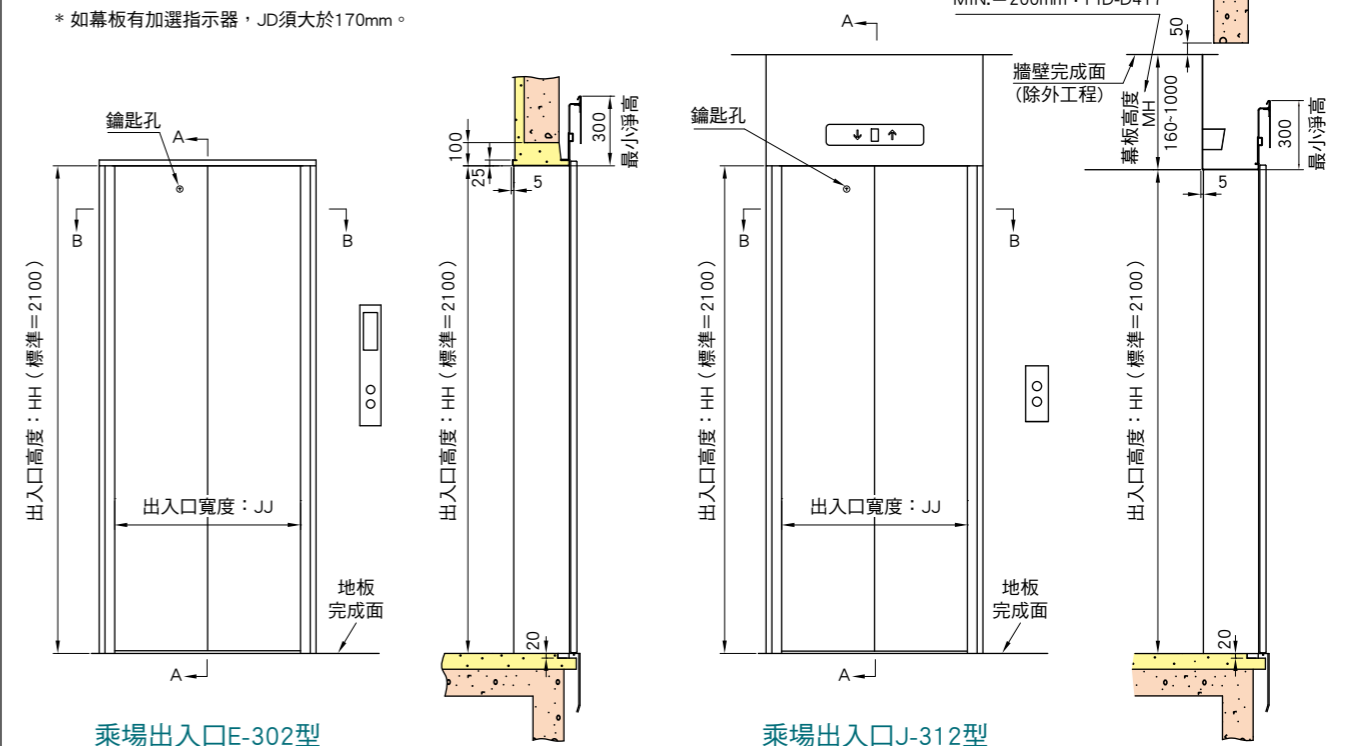 * 如幕板有加選指示器，JD須大於170mm。
鑰匙孔
A
B
B
出入口高度：HH（標準＝2100）
出入口寬度：JJ
地板
完成面
A
乘場出入口E-302型
100
25
5
300
最小淨高
出入口高度：HH（標準＝2100）
20
A
鑰匙孔
B
B
出入口高度：HH（標準＝2100）
出入口寬度：JJ
地板
完成面
A
乘場出入口J-312型
50
牆壁完成面
(除外工程)
幕板高度
MH
160~1000
300
最小淨高
5
出入口高度：HH（標準＝2100）
20